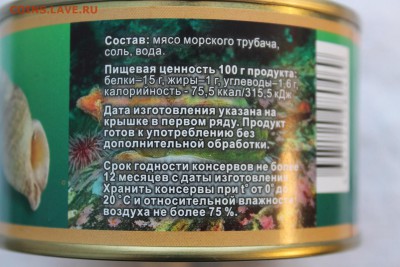 Состав: мясо морского трубача,
соль, вода.
Пищевая ценность 100 г продукта:
белки–15 г, жиры–1 г, углеводы–1,6 г
калорийность - 75,5 ккал/315,5 кДж
Дата изготовления указана на
крышке в первом ряду. Продукт
готов к употреблению без
дополнительной обработки.
Срок годности консервов не более
12 месяцев с даты изготовления
Хранить консервы при t° от 0° до
20 °С и относительной влажности
воздуха не более 75 %.